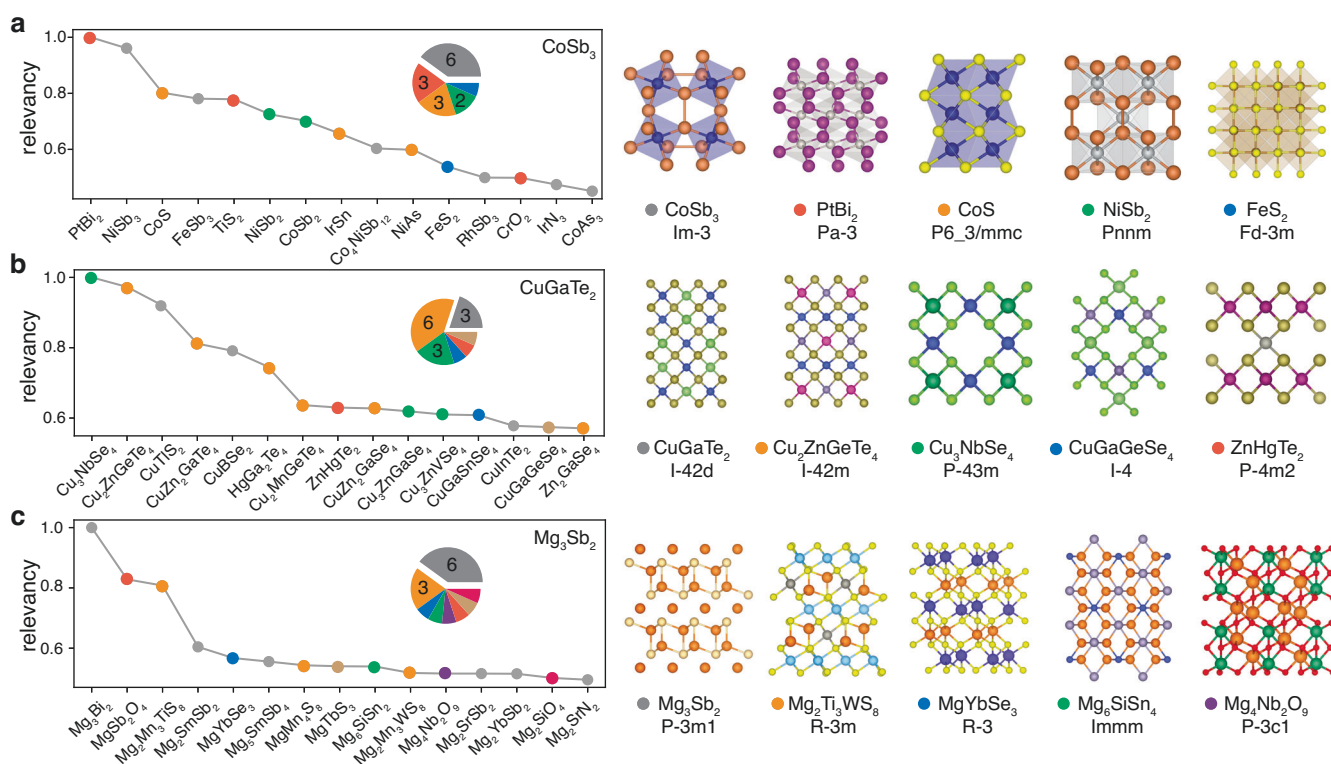 a
relevancy
1.0
0.8
0.6
CoSb3
6
3
3
2
PtBi2
NiSb3
CoS
FeSb3
TiS2
NiSb2
CoSb2
IrSn
Co4NiSb12
NiAs
FeS2
RhSb3
CrO2
IrN3
CoAs3
CoSb3
Im-3
PtBi2
Pa-3
CoS
P6_3/mmc
NiSb2
Pnnm
FeS2
Fd-3m
b
relevancy
1.0
0.8
0.6
CuGaTe2
6
3
3
Cu3NbSe4
Cu2ZnGeTe4
CuTlS2
CuZn2GaTe4
CuBSe2
HgGa2Te4
Cu2MnGeTe4
ZnHgTe2
CuZn2GaSe4
Cu3ZnGaSe4
Cu3ZnVSe4
CuGaSnSe4
CuInTe2
CuGaGeSe4
Zn2GaSe4
CuGaTe2
I-42d
Cu2ZnGeTe4
I-42m
Cu3NbSe4
P-43m
CuGaGeSe4
I-4
ZnHgTe2
P-4m2
c
relevancy
1.0
0.8
0.6
Mg3Sb2
6
3
Mg3Bi2
MgSb2O4
Mg2Mn3TiS8
Mg2SmSb2
MgYbSe3
Mg5SmSb4
MgMn4S8
MgTbS3
Mg6SiSn2
Mg2Mn3WS8
Mg4Nb2O9
Mg2SrSb2
Mg2YbSb2
Mg2SiO4
Mg2SrN2
Mg3Sb2
P-3m1
Mg2Ti3WS8
R-3m
MgYbSe3
R-3
Mg6SiSn4
Immm
Mg4Nb2O9
P-3c1